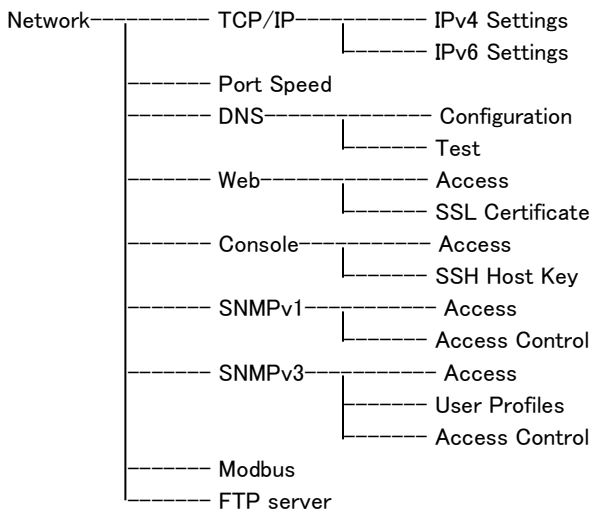 Network TCP/IP IPv4 Settings
IPv6 Settings
Port Speed
DNS Configuration
Test
Web Access
SSL Certificate
Console Access
SSH Host Key
SNMPv1 Access
Access Control
SNMPv3 Access
User Profiles
Access Control
Modbus
FTP server